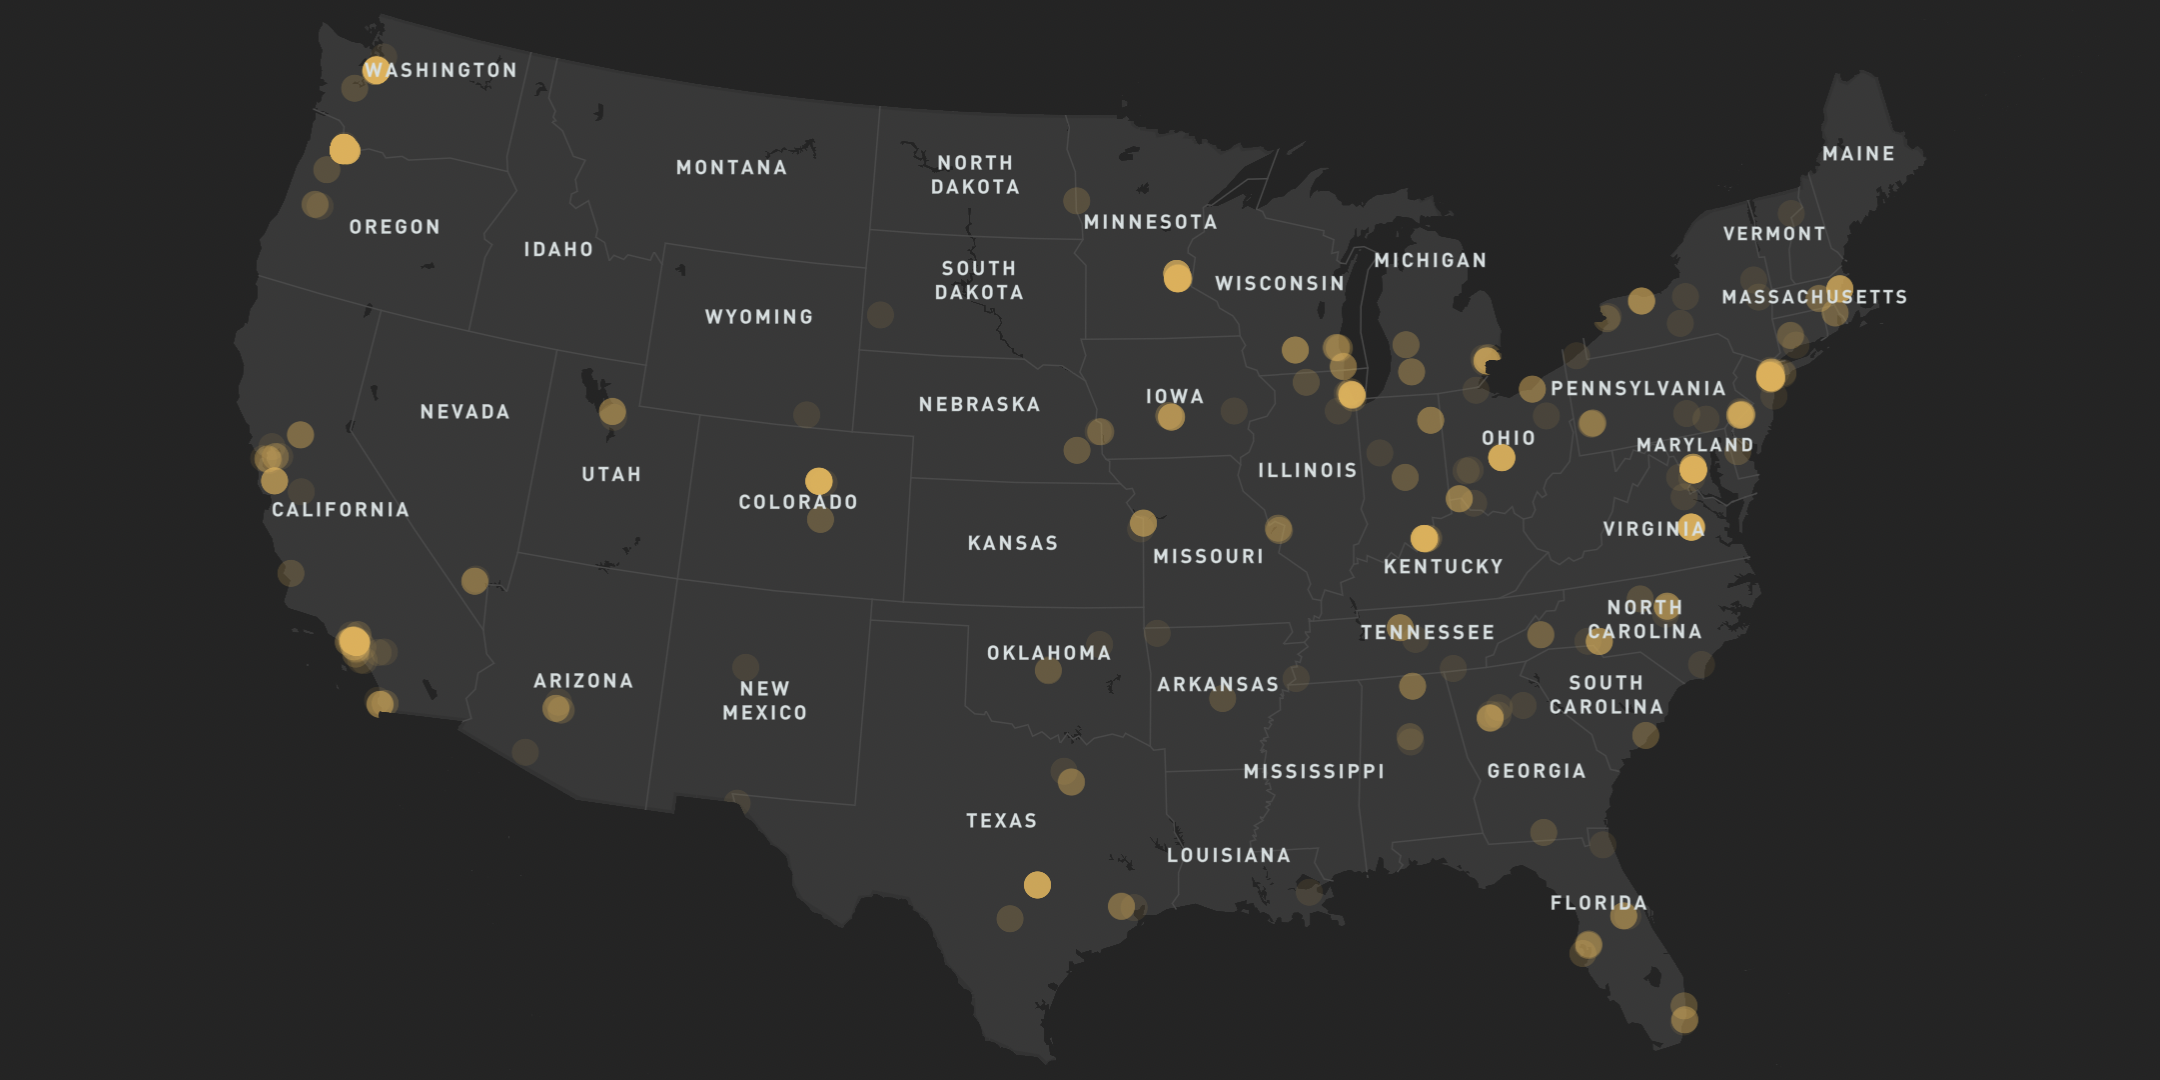 WASHINGTON
MAINE
NORTH
DAKOTA
MONTANA
MINNESOTA
OREGON
VERMONT
IDAHO
MICHIGAN
SOUTH
DAKOTA
WISCONSIN
MASSACHUSETTS
WYOMING
PENNSYLVANIA
IOWA
NEBRASKA
NEVADA
OHIO
MARYLAND
ILLINOIS
UTAH
COLORADO
CALIFORNIA
VIRGINIA
KANSAS
MISSOURI
KENTUCKY
NORTH
CAROLINA
TENNESSEE
OKLAHOMA
ARIZONA
ARKANSAS
SOUTH
CAROLINA
NEW
MEXICO
MISSISSIPPI
GEORGIA
TEXAS
LOUISIANA
FLORIDA